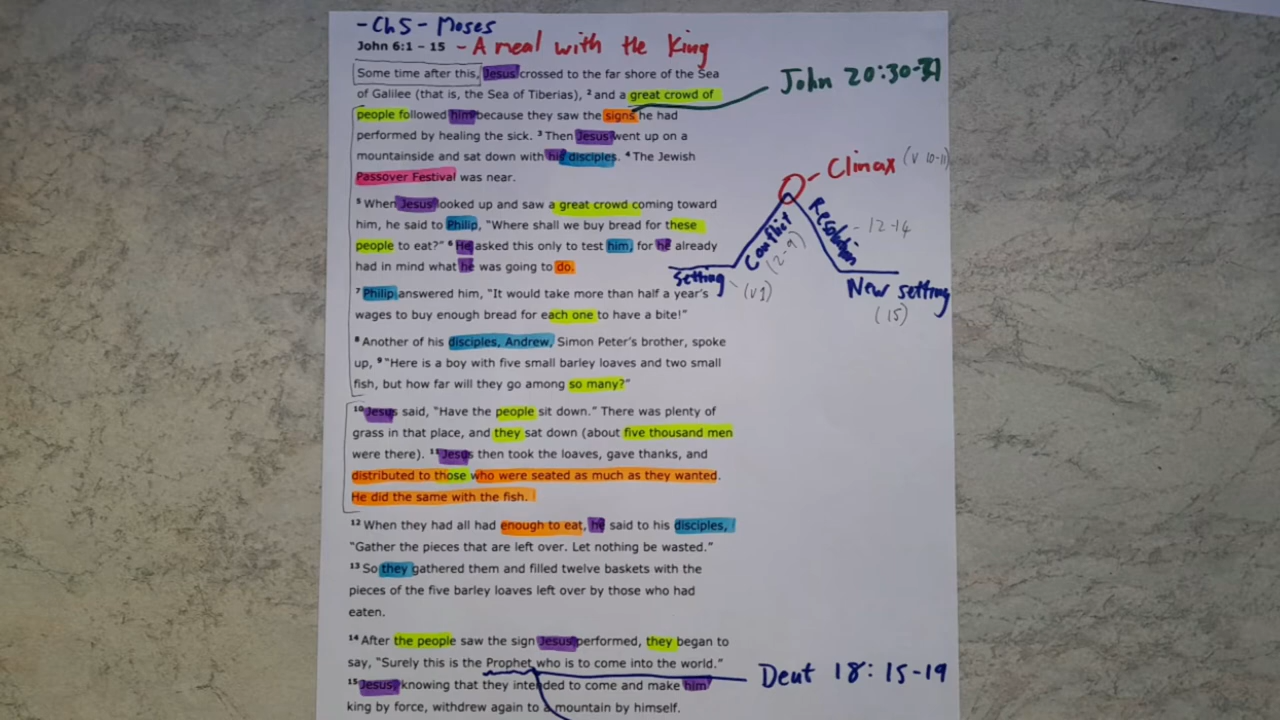 - Ch5 - Moses
John 6:1 – 15 - A meal with the King
Some time after this, Jesus crossed to the far shore of the Sea
of Galilee (that is, the Sea of Tiberias), 2 and a great crowd of
people followed him because they saw the signs he had
performed by healing the sick. 3 Then Jesus went up on a
mountainside and sat down with his disciples. 4 The Jewish
Passover Festival was near.
5 When Jesus looked up and saw a great crowd coming toward
him, he said to Philip, “Where shall we buy bread for these
people to eat?” 6 He asked this only to test him, for he already
had in mind what he was going to do.
7 Philip answered him, “It would take more than half a year’s
wages to buy enough bread for each one to have a bite!”
8 Another of his disciples, Andrew, Simon Peter’s brother, spoke
up, 9 “Here is a boy with five small barley loaves and two small
fish, but how far will they go among so many?”
10 Jesus said, “Have the people sit down.” There was plenty of
grass in that place, and they sat down (about five thousand men
were there). 11 Jesus then took the loaves, gave thanks, and
distributed to those who were seated as much as they wanted.
He did the same with the fish.
12 When they had all had enough to eat, he said to his disciples,
“Gather the pieces that are left over. Let nothing be wasted.”
13 So they gathered them and filled twelve baskets with the
pieces of the five barley loaves left over by those who had
eaten.
14 After the people saw the sign Jesus performed, they began to
say, “Surely this is the Prophet who is to come into the world.”
15 Jesus, knowing that they intended to come and make him
king by force, withdrew again to a mountain by himself.
John 20:30-31
- Climax (v 10-11)
Setting - (v1)
Conflict (2-9)
Resolution - 12-14
New setting
(15)
Deut 18:15-19